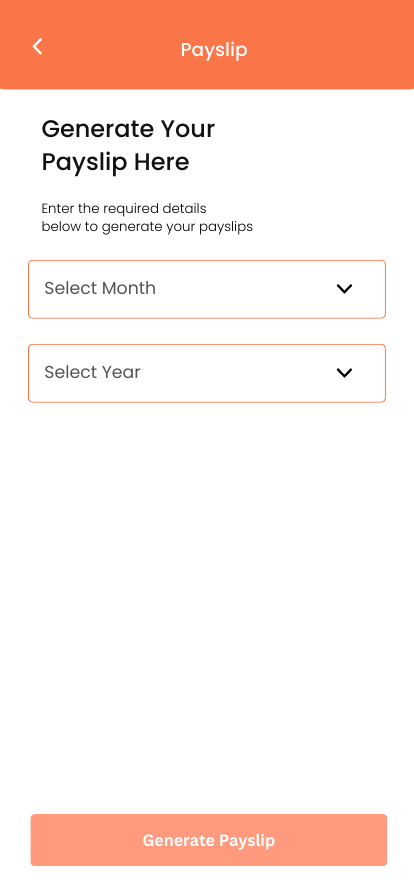 Payslip
Generate Your
Payslip Here
Enter the required details
below to generate your payslips
Select Month
Select Year
Generate Payslip